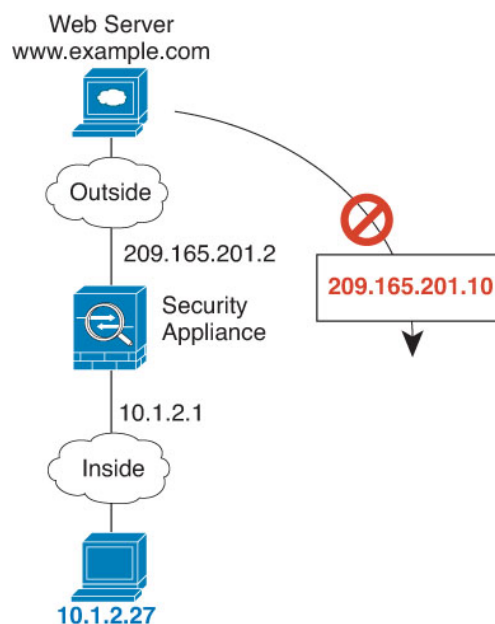 Web Server
www.example.com
Outside
209.165.201.2
209.165.201.10
Security
Appliance
10.1.2.1
Inside
10.1.2.27